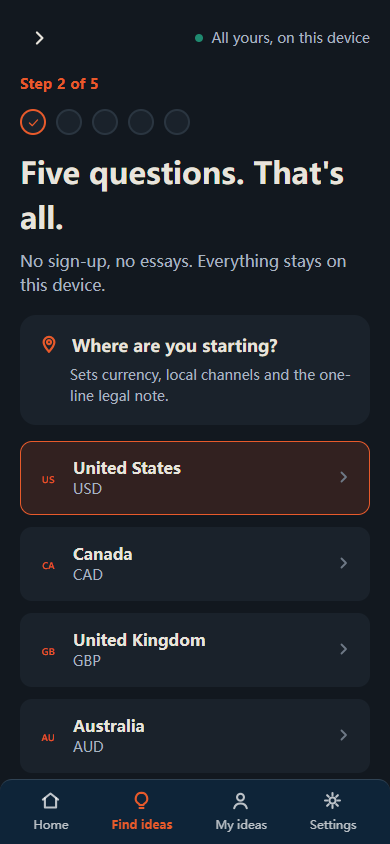 All yours, on this device
Step 2 of 5
Five questions. That's
all.
No sign-up, no essays. Everything stays on
this device.
Where are you starting?
Sets currency, local channels and the one-
line legal note.
US
United States
USD
CA
Canada
CAD
GB
United Kingdom
GBP
AU
Australia
AUD
Home
Find ideas
My ideas
Settings